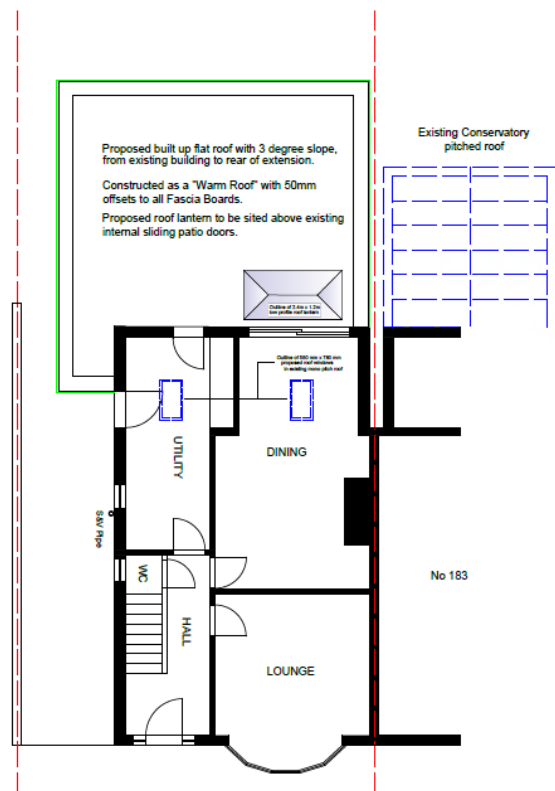 Existing Conservatory
pitched roof
Proposed built up flat roof with 3 degree slope,
from existing building to rear of extension.
Constructed as a "Warm Roof" with 50mm
offsets to all Fascia Boards.
Proposed roof lantern to be sited above existing
internal sliding patio doors.
Outline of 2.4m x 1.2m
low profile roof lantern
Outline of 550 mm x 780 mm
proposed roof windows
in existing mono pitch roof
UTILITY
DINING
S&V Pipe
WC
HALL
No 183
LOUNGE